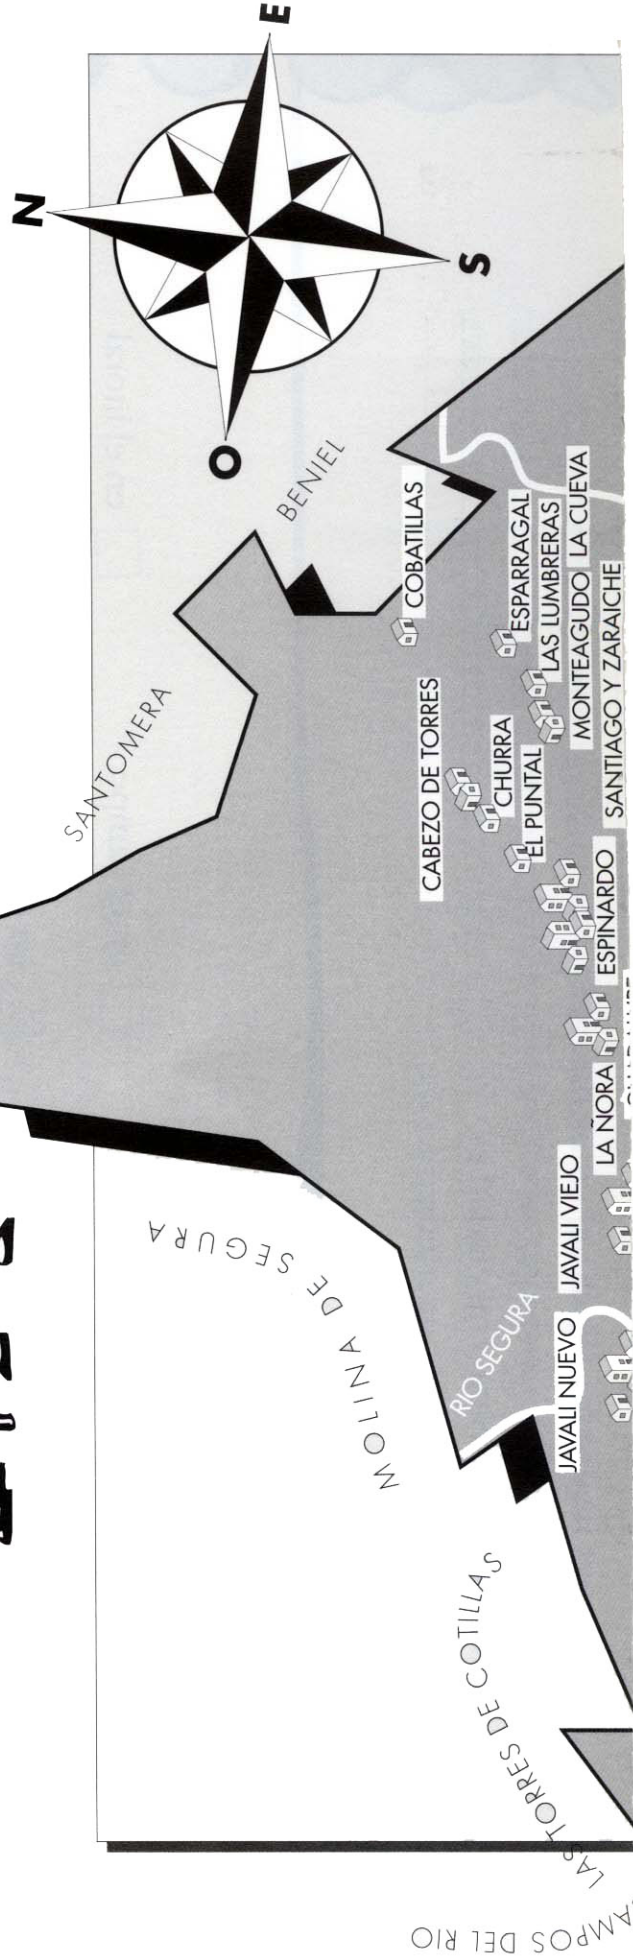 N
E
S
O
SANTOMERA
BENIEL
MOLINA DE SEGURA
LAS TORRES DE COTILLAS
RIO SEGURA
COBATILLAS
CABEZO DE TORRES
ESPARRAGAL
CHURRA
LAS LUMBRERAS
EL PUNTAL
MONTEAGUDO
LA CUEVA
JAVALI NUEVO
JAVALI VIEJO
LA ÑORA
ESPINARDO
SANTIAGO Y ZARAICHE
DEL RIO